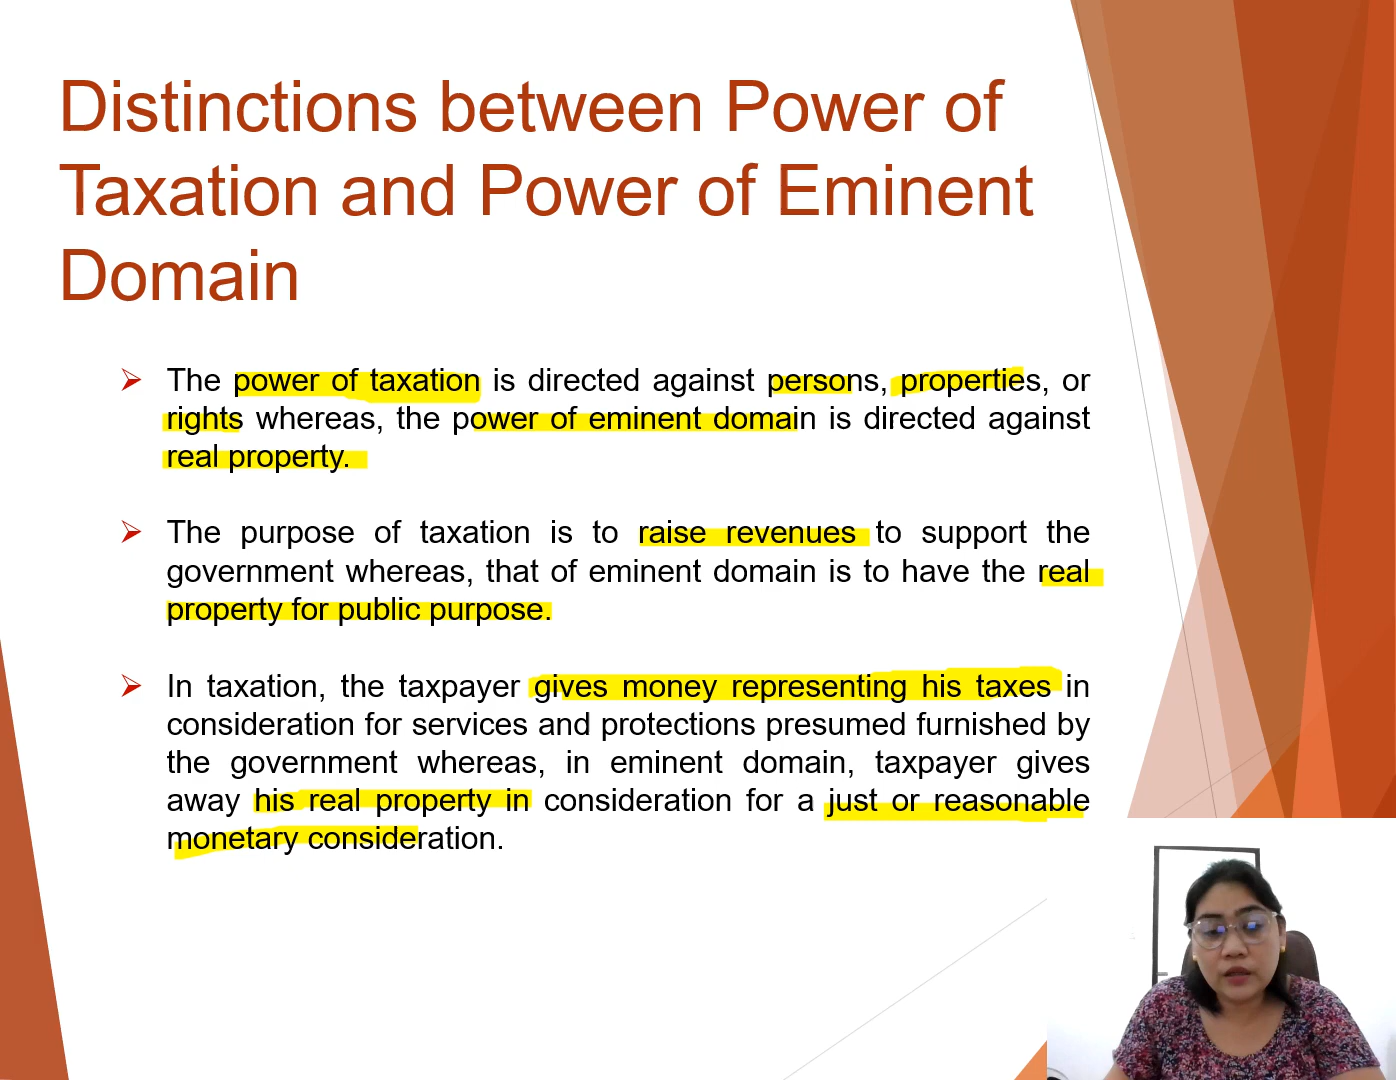 Distinctions between Power of
Taxation and Power of Eminent
Domain
The power of taxation is directed against persons, properties, or
rights whereas, the power of eminent domain is directed against
real property.
The purpose of taxation is to raise revenues to support the
government whereas, that of eminent domain is to have the real
property for public purpose.
In taxation, the taxpayer gives money representing his taxes in
consideration for services and protections presumed furnished by
the government whereas, in eminent domain, taxpayer gives
away his real property in consideration for a just or reasonable
monetary consideration.